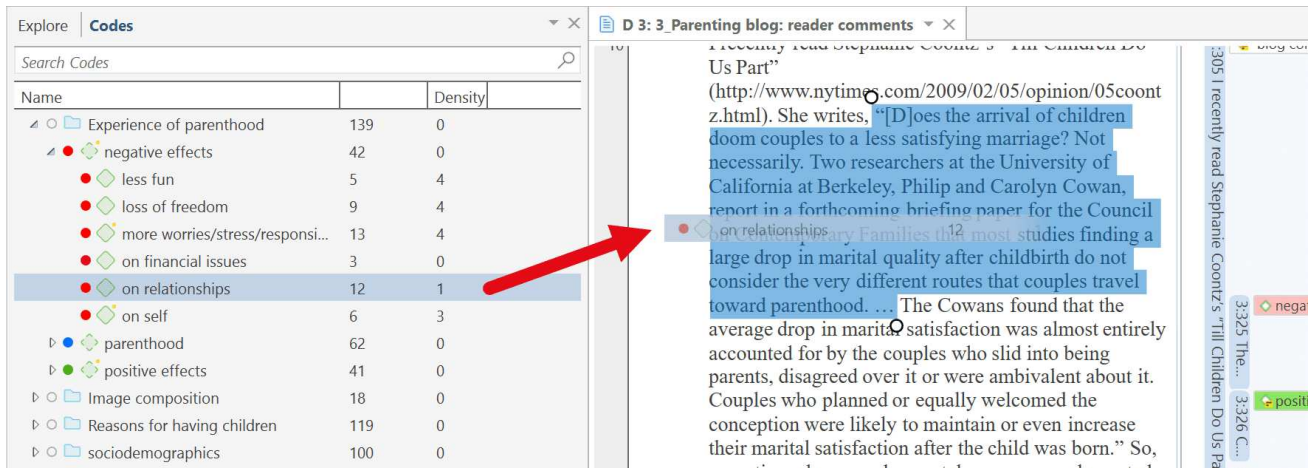 Explore Codes
Search Codes
Name Density
Experience of parenthood 139 0
negative effects 42 0
less fun 5 4
loss of freedom 9 4
more worries/stress/responsi... 13 4
on financial issues 3 0
on relationships 12 1
on self 6 3
parenthood 62 0
positive effects 41 0
Image composition 18 0
Reasons for having children 119 0
sociodemographics 100 0
D 3: 3_Parenting blog: reader comments
10
I recently read Stephanie Coontz's "Till Children Do
Us Part"
(http://www.nytimes.com/2009/02/05/opinion/05coont
z.html). She writes, "[D]oes the arrival of children
doom couples to a less satisfying marriage? Not
necessarily. Two researchers at the University of
California at Berkeley, Philip and Carolyn Cowan,
report in a forthcoming briefing paper for the Council
on Contemporary Families that most studies finding a
on relationships 12
large drop in marital quality after childbirth do not
consider the very different routes that couples travel
toward parenthood. … The Cowans found that the
average drop in marital satisfaction was almost entirely
accounted for by the couples who slid into being
parents, disagreed over it or were ambivalent about it.
Couples who planned or equally welcomed the
conception were likely to maintain or even increase
their marital satisfaction after the child was born." So,
:305 I recently read Stephanie Coontz's "Till Children Do Us Pa
3:325 The...
3:326 C...
blog con
negat
positi